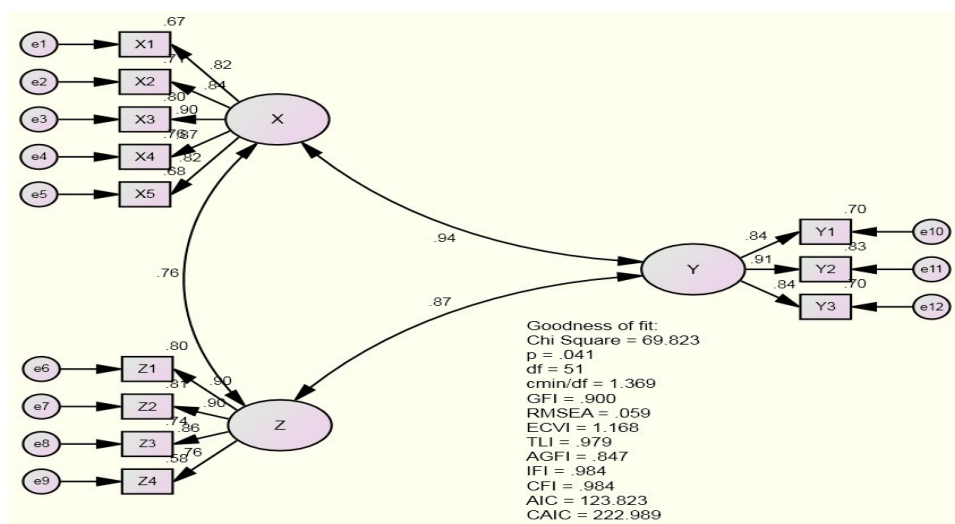 .67
e1 X1
.82
.71
e2 X2
.84
.80
e3 X3
.90
X
.76
.87
e4 X4
.82
.68
e5 X5
.94
.76
.87
.70
Y1 e10
.84
.83
.91
Y Y2 e11
.84
.70
Y3 e12
Goodness of fit:
Chi Square = 69.823
p = .041
df = 51
cmin/df = 1.369
GFI = .900
RMSEA = .059
ECVI = 1.168
TLI = .979
AGFI = .847
IFI = .984
CFI = .984
AIC = 123.823
CAIC = 222.989
.80
e6 Z1
.90
.81
e7 Z2
.90
.74
.86
Z
e8 Z3
.58
.76
e9 Z4